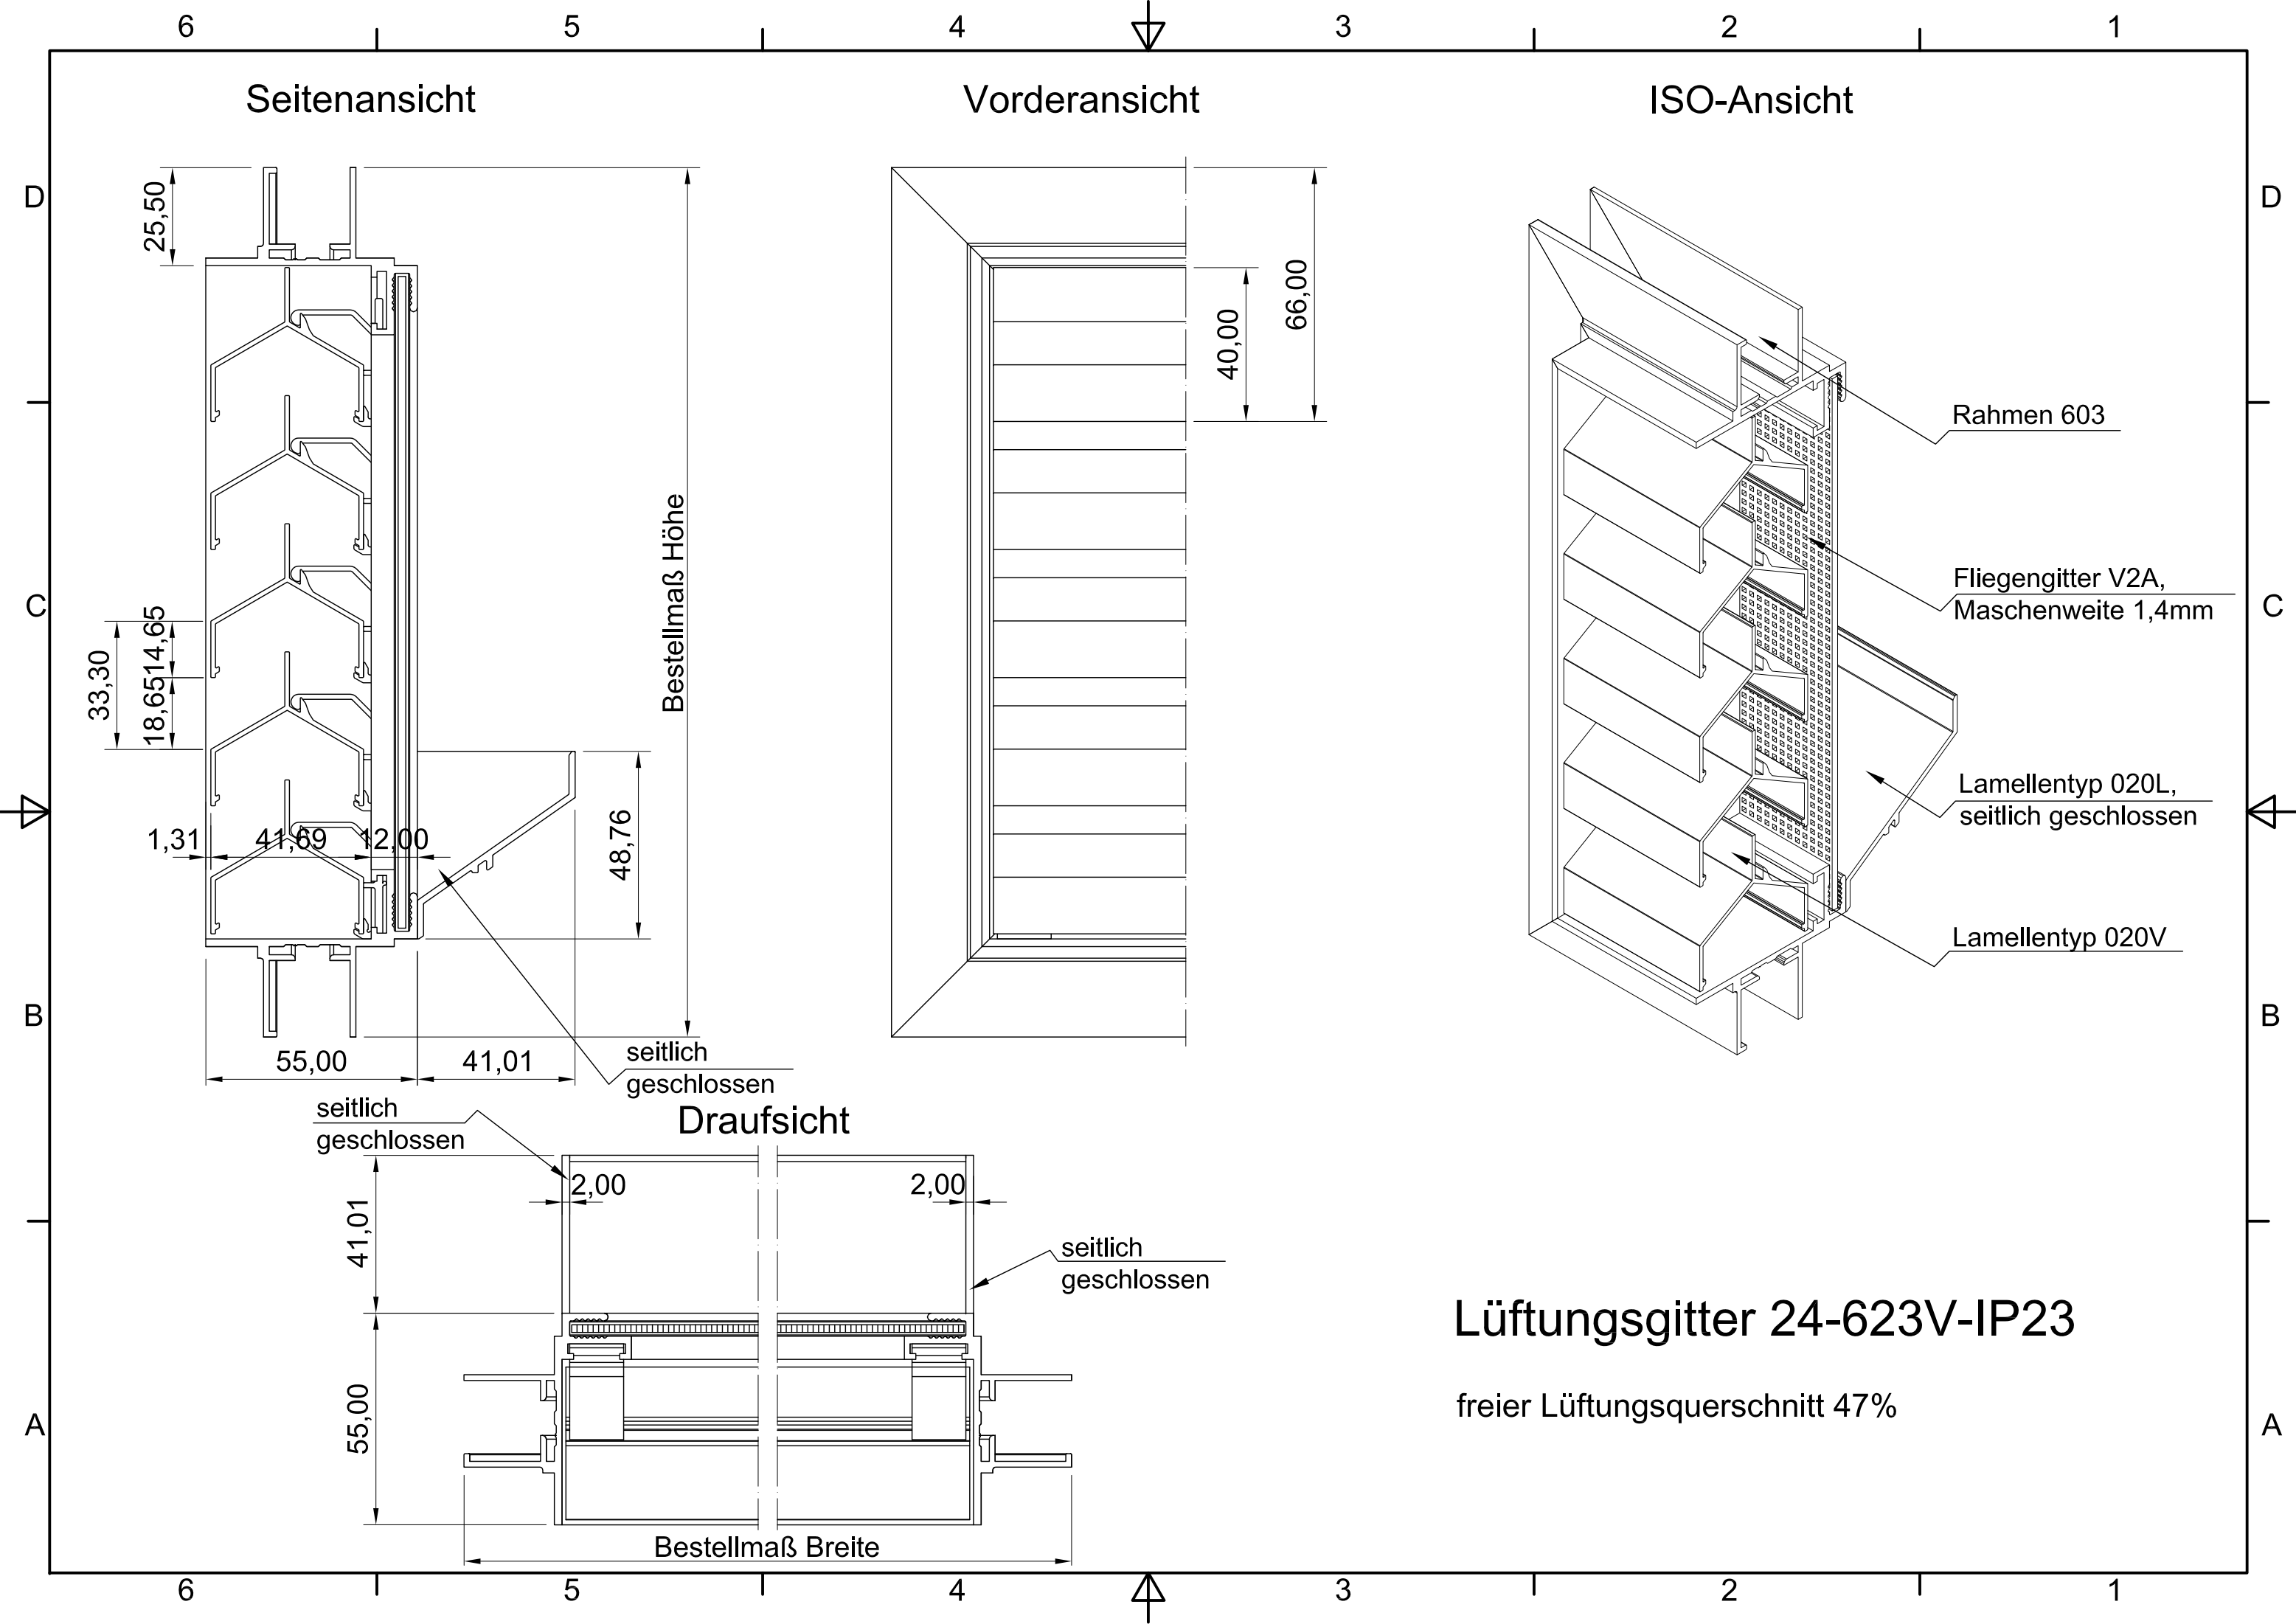 6 5 4 3 2 1
Seitenansicht
Vorderansicht
ISO-Ansicht
D
D
25,50
66,00
40,00
Rahmen 603
Bestellmaß Höhe
Fliegengitter V2A,
Maschenweite 1,4mm
C
C
14,65
33,30
18,65
Lamellentyp 020L,
seitlich geschlossen
1,31 41,69 12,00
48,76
Lamellentyp 020V
B
B
55,00 41,01
seitlich
geschlossen
seitlich
geschlossen
Draufsicht
2,00 2,00
41,01
seitlich
geschlossen
Lüftungsgitter 24-623V-IP23
freier Lüftungsquerschnitt 47%
55,00
A
A
Bestellmaß Breite
6 5 4 3 2 1